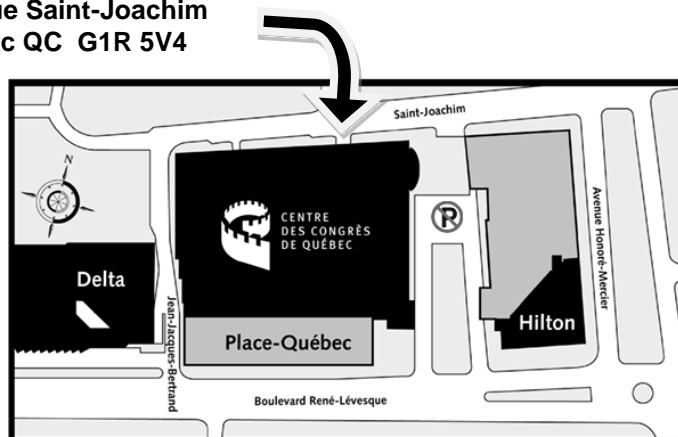 ue Saint-Joachim
c QC G1R 5V4
Saint-Joachim
N
CENTRE
DES CONGRÈS
DE QUÉBEC
P
Avenue Honoré-Mercier
Delta
Jean-Jacques-Bertrand
Hilton
Place-Québec
Boulevard René-Lévesque